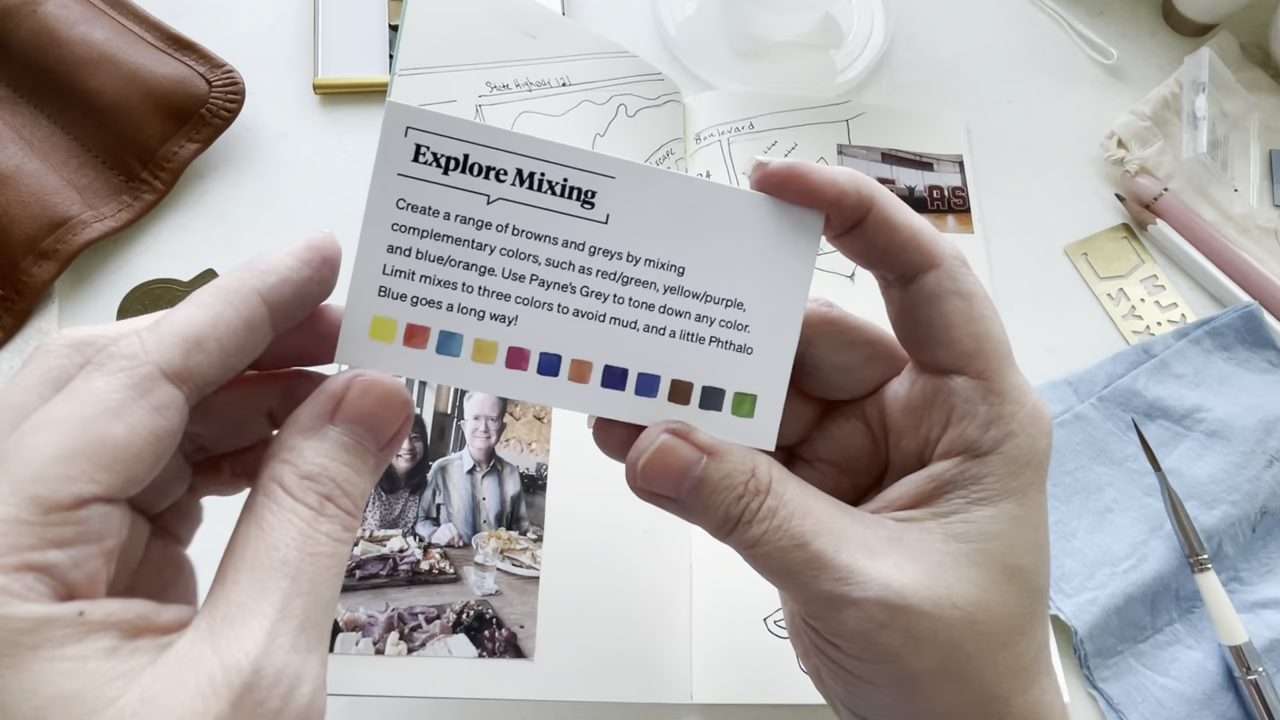 State Highway 121
Boulevard
AS
Explore Mixing
Create a range of browns and greys by mixing
complementary colors, such as red/green, yellow/purple,
and blue/orange. Use Payne's Grey to tone down any color.
Limit mixes to three colors to avoid mud, and a little Phthalo
Blue goes a long way!